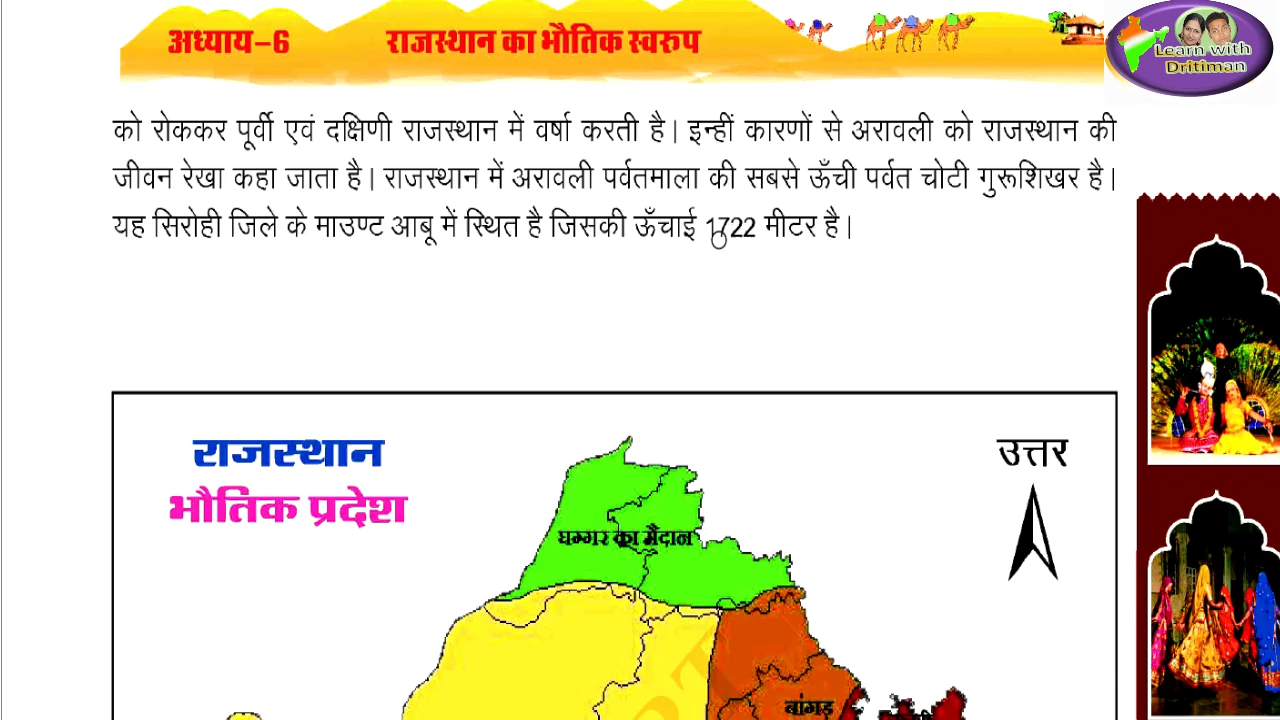 अध्याय–6
राजस्थान का भौतिक स्वरुप
Learn with
Dritiman
को रोककर पूर्वी एवं दक्षिणी राजस्थान में वर्षा करती है। इन्हीं कारणों से अरावली को राजस्थान की
जीवन रेखा कहा जाता है। राजस्थान में अरावली पर्वतमाला की सबसे ऊँची पर्वत चोटी गुरूशिखर है।
यह सिरोही जिले के माउण्ट आबू में स्थित है जिसकी ऊँचाई 1722 मीटर है।
राजस्थान
भौतिक प्रदेश
उत्तर
घग्गर का मैदान
बांगड़